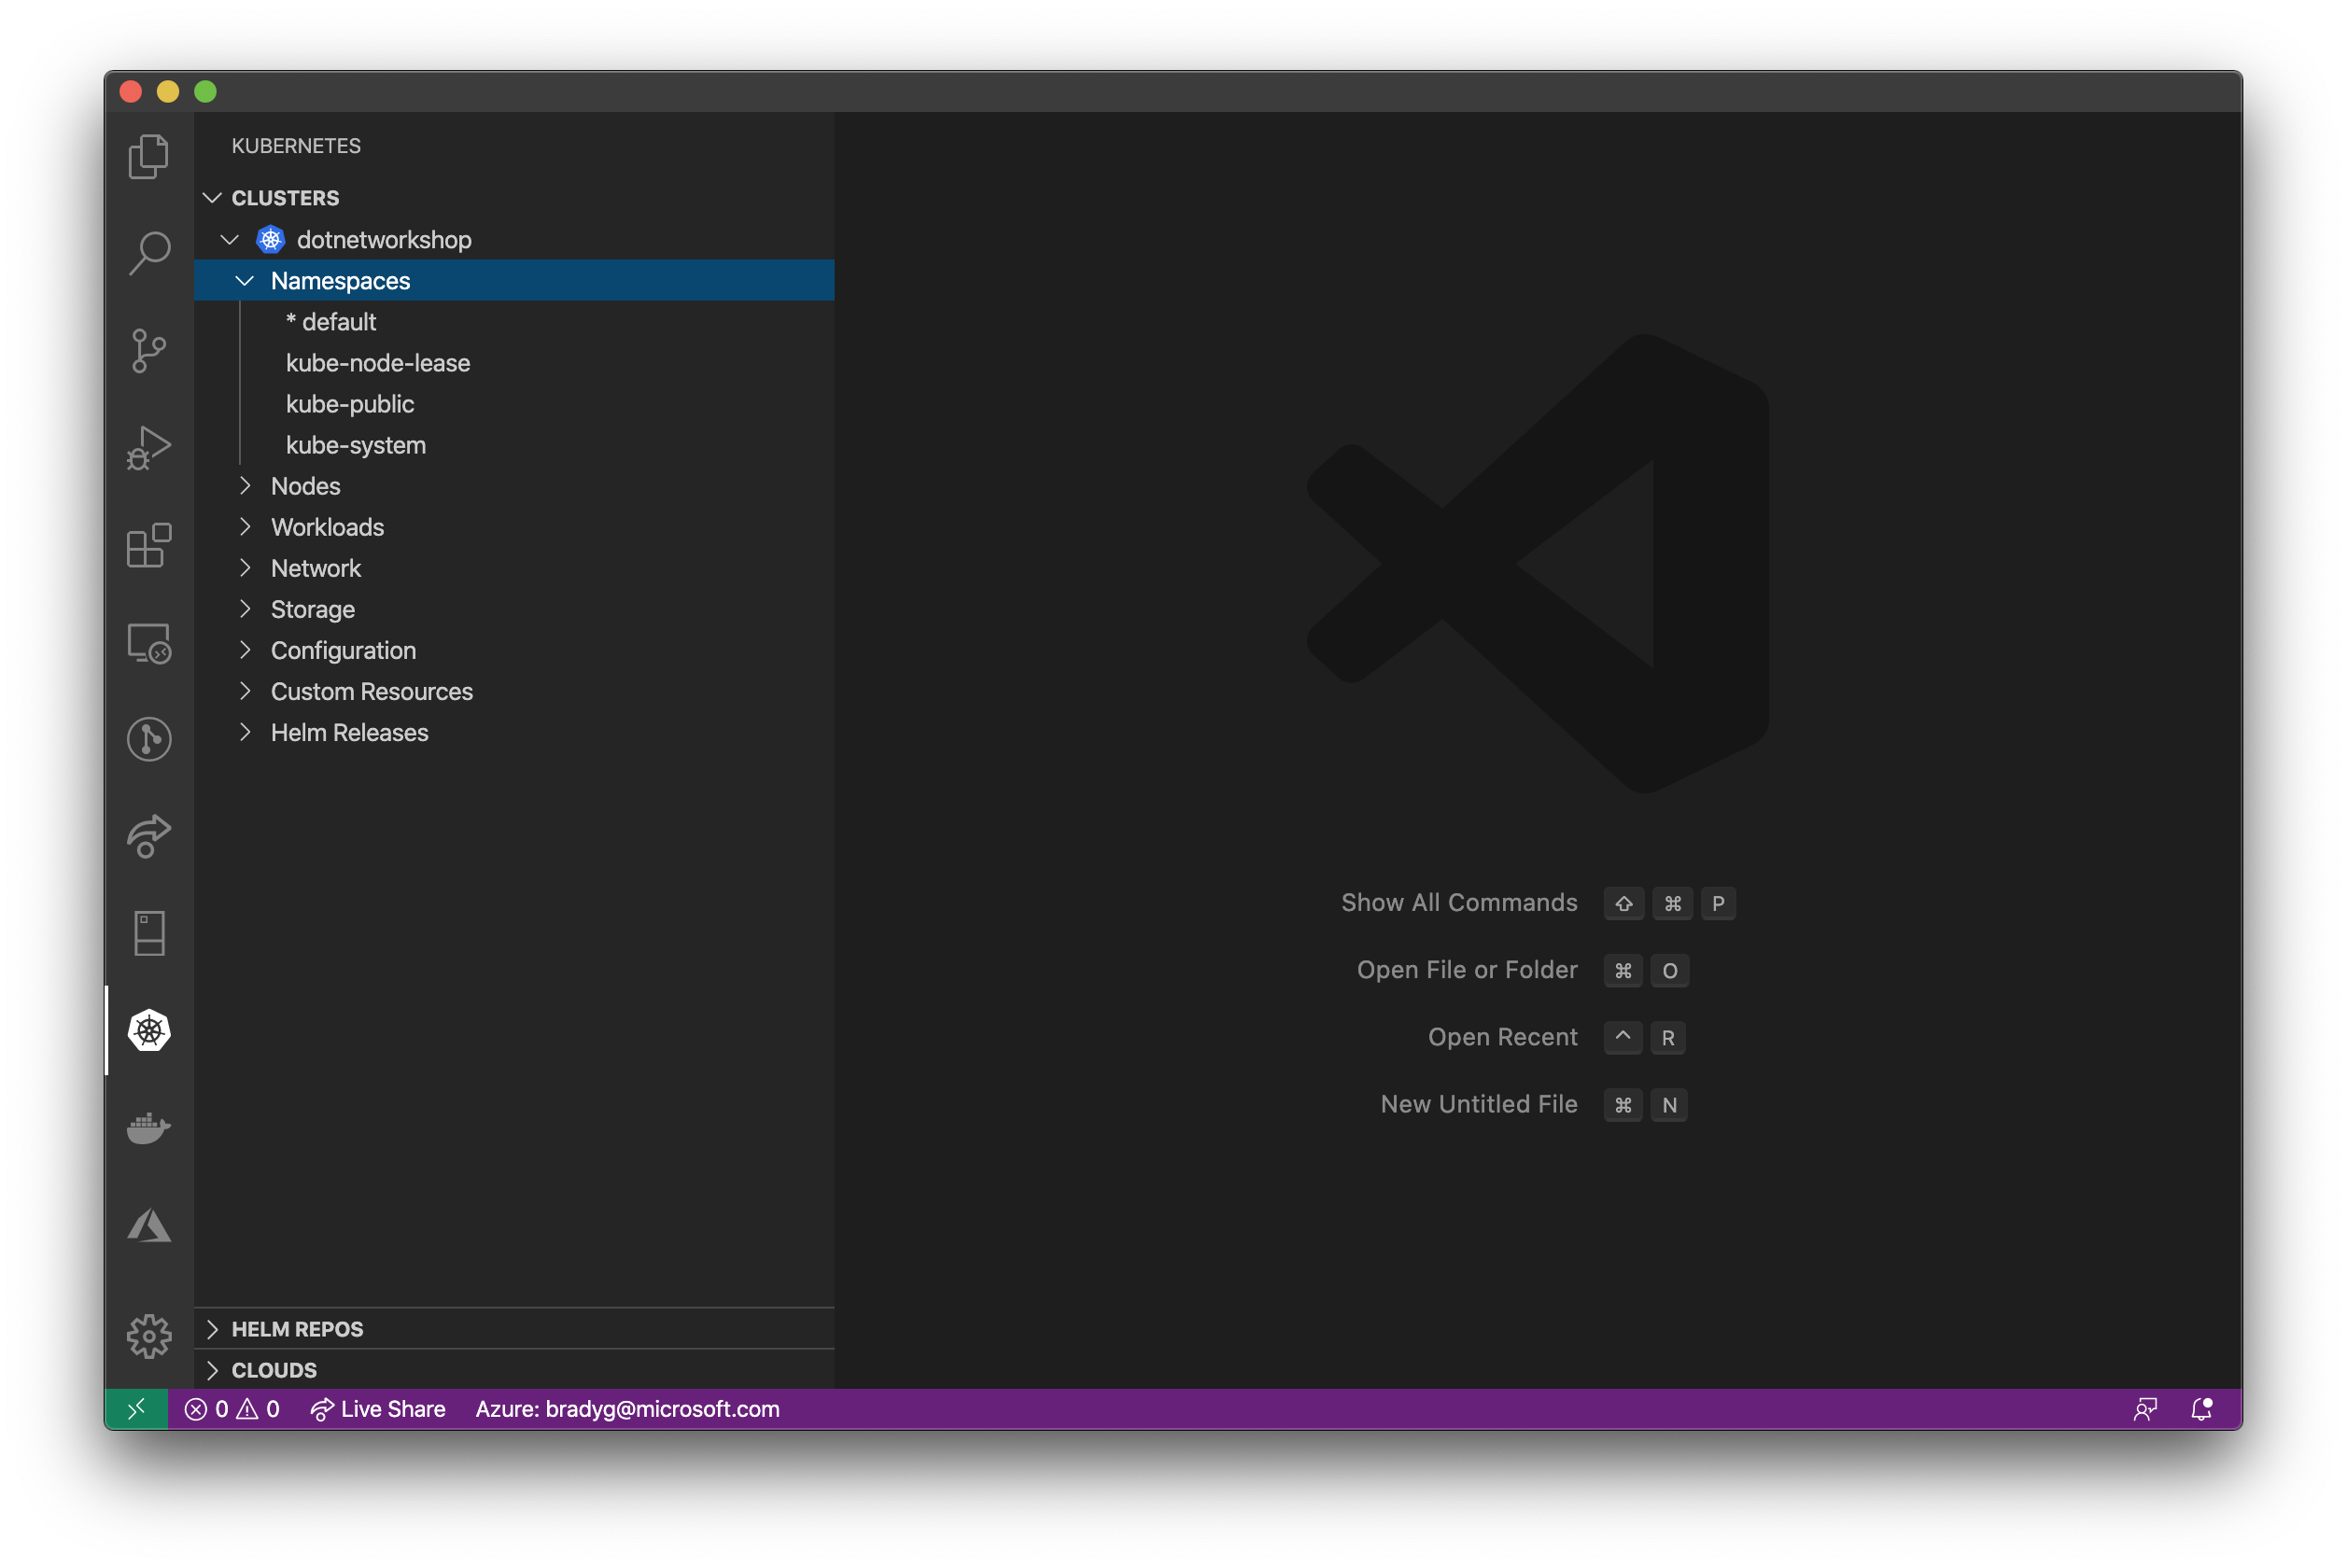 KUBERNETES
CLUSTERS
dotnetworkshop
Namespaces
* default
kube-node-lease
kube-public
kube-system
Nodes
Workloads
Network
Storage
Configuration
Custom Resources
Helm Releases
HELM REPOS
CLOUDS
Show All Commands ⇧ ⌘ P
Open File or Folder ⌘ O
Open Recent ^ R
New Untitled File ⌘ N
0 0 Live Share Azure: bradyg@microsoft.com